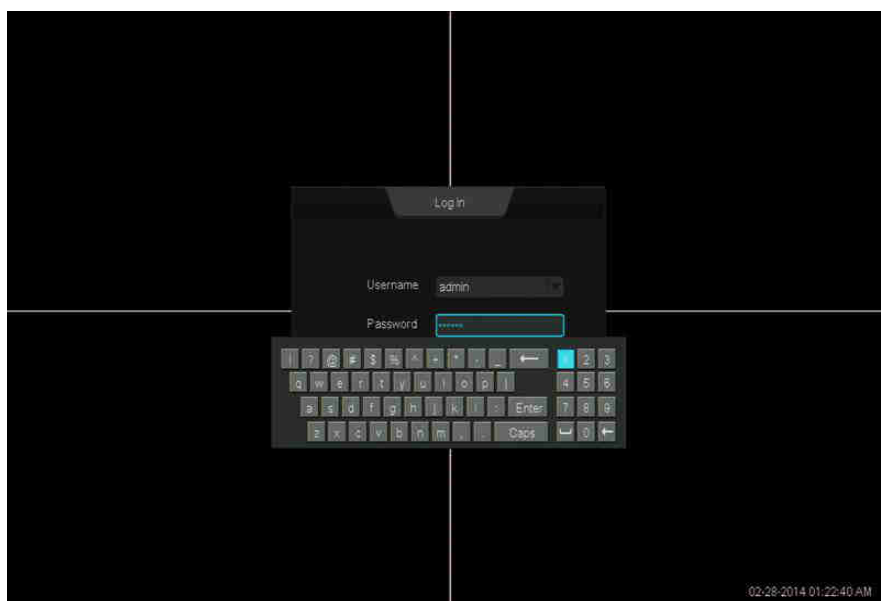 Log In
Username admin
Password ******
! ? @ # $ % ^ + * - _ ← 1 2 3
q w e r t y u i o p | 4 5 6
a s d f g h j k l : Enter 7 8 9
z x c v b n m , . Caps 0 ←
02-28-2014 01:22:40 AM